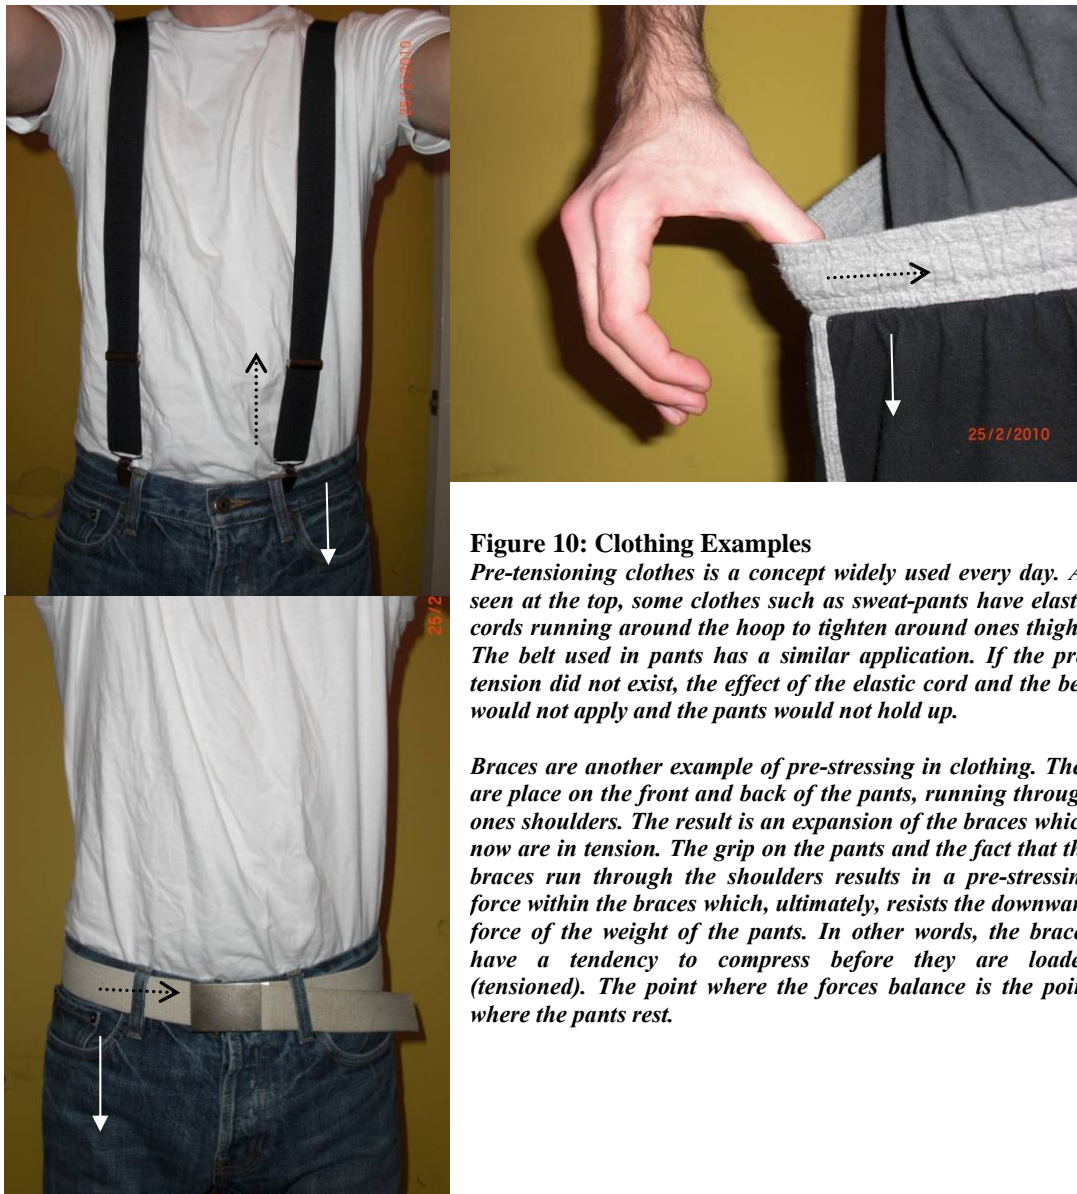 25/2/2010
25/2/2010
Figure 10: Clothing Examples
Pre-tensioning clothes is a concept widely used every day. A
seen at the top, some clothes such as sweat-pants have elast
cords running around the hoop to tighten around ones thigh
The belt used in pants has a similar application. If the pr
tension did not exist, the effect of the elastic cord and the be
would not apply and the pants would not hold up.
Braces are another example of pre-stressing in clothing. The
are place on the front and back of the pants, running throug
ones shoulders. The result is an expansion of the braces whic
now are in tension. The grip on the pants and the fact that th
braces run through the shoulders results in a pre-stressin
force within the braces which, ultimately, resists the downwar
force of the weight of the pants. In other words, the brace
have a tendency to compress before they are loade
(tensioned). The point where the forces balance is the poin
where the pants rest.
25/2